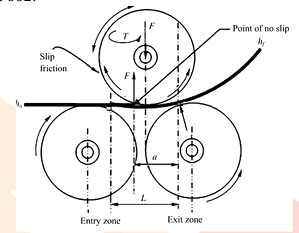 F
Point of no slip
T
h_f
Slip
friction
F
h_o
a
L
Entry zone
Exit zone